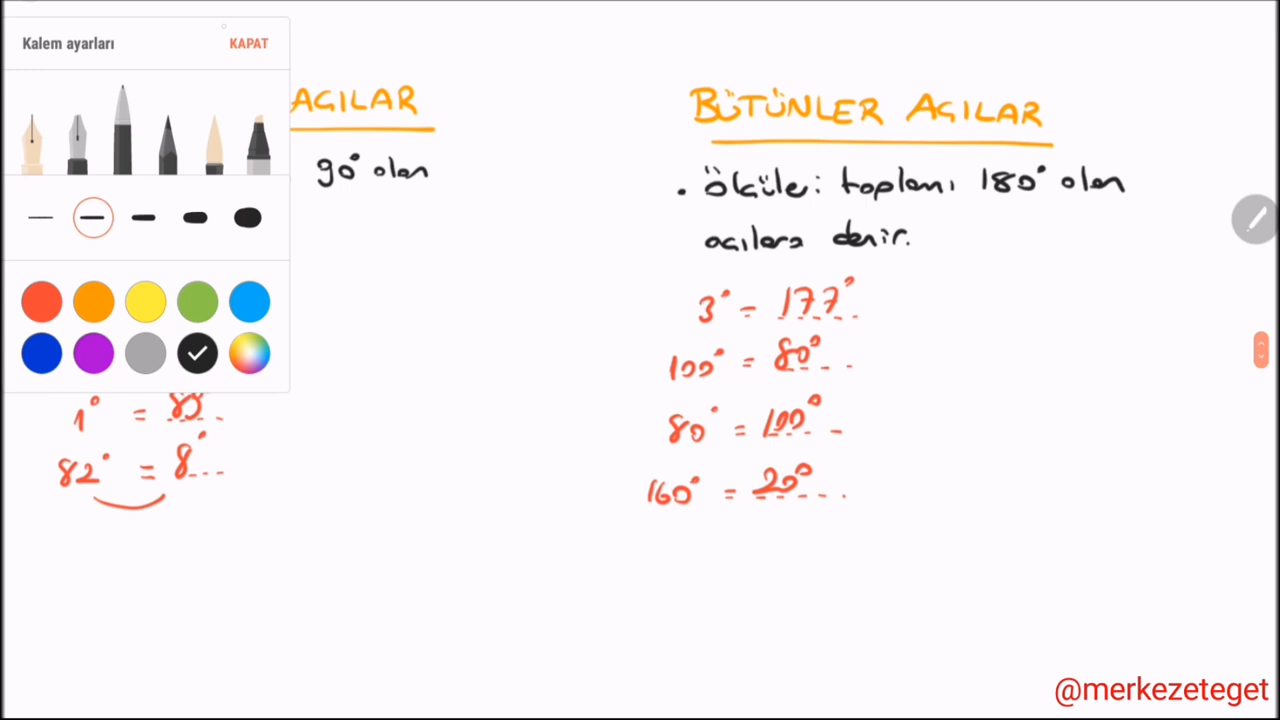 Kalem ayarları
KAPAT
AÇILAR
90° olan
1° = 89°
82° = 8°
BÜTÜNLER AÇILAR
• Ölçüleri toplamı 180° olan
açılara denir.
3° = 177°
100° = 80°
80° = 100°
160° = 20°
@merkezeteget